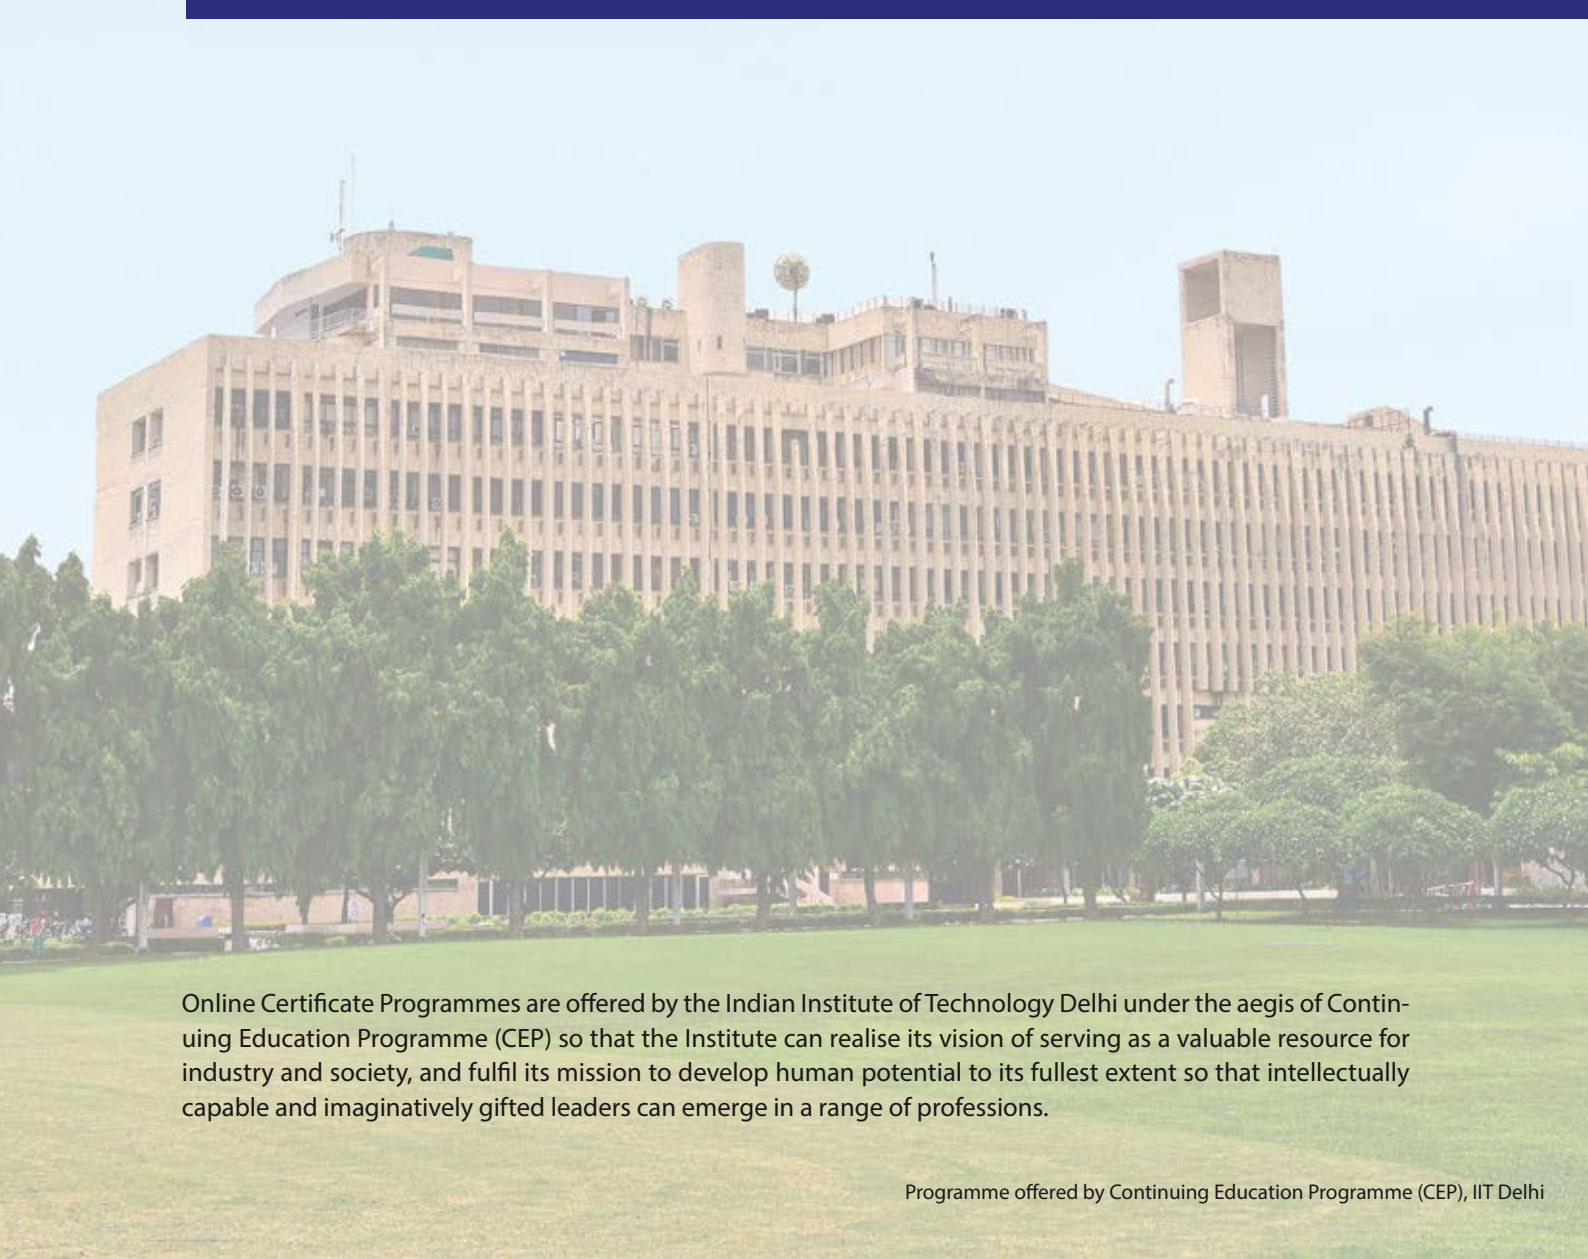 Online Certificate Programmes are offered by the Indian Institute of Technology Delhi under the aegis of Contin-
uing Education Programme (CEP) so that the Institute can realise its vision of serving as a valuable resource for
industry and society, and fulfil its mission to develop human potential to its fullest extent so that intellectually
capable and imaginatively gifted leaders can emerge in a range of professions.
Programme offered by Continuing Education Programme (CEP), IIT Delhi